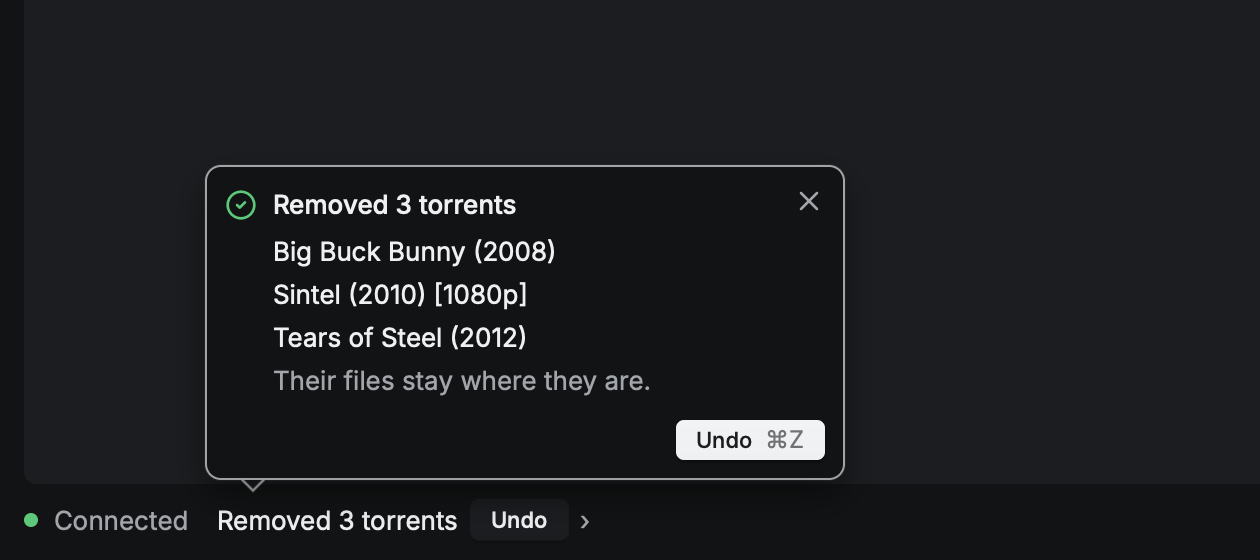 Removed 3 torrents
Big Buck Bunny (2008)
Sintel (2010) [1080p]
Tears of Steel (2012)
Their files stay where they are.
Undo ⌘Z
Connected Removed 3 torrents Undo ›